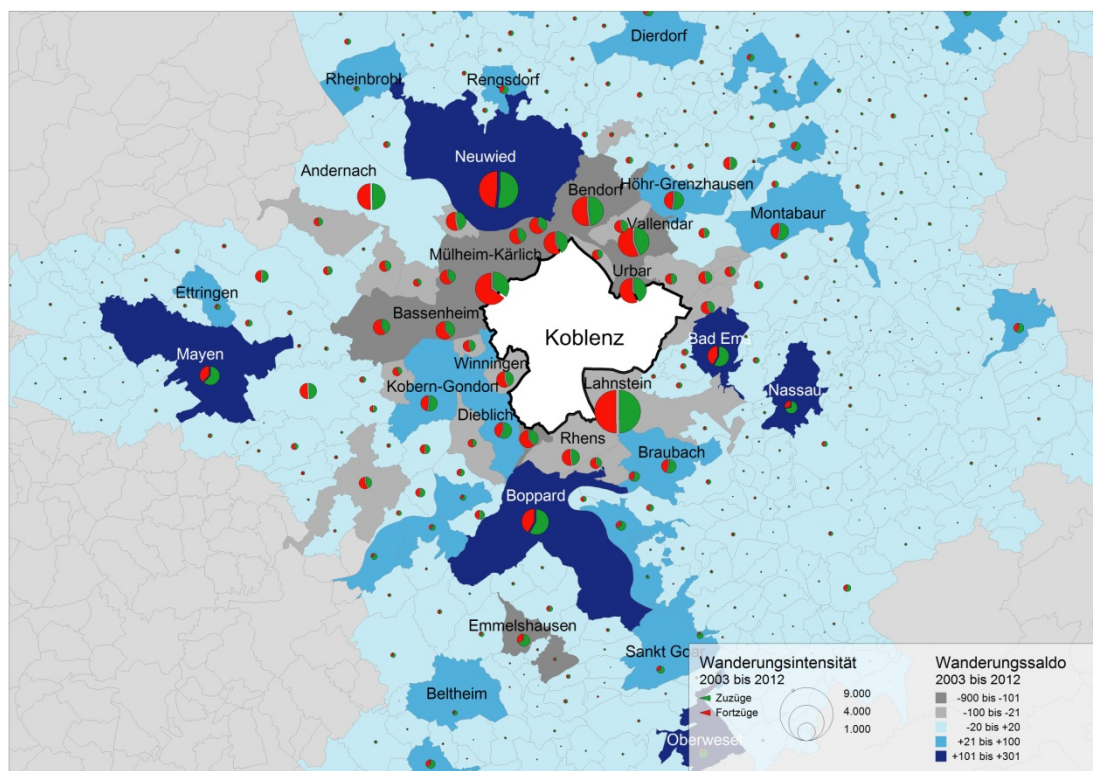 Dierdorf
Rheinbrohl
Rengsdorf
Neuwied
Andernach
Bendorf
Höhr-Grenzhausen
Vallendar
Montabaur
Mülheim-Kärlich
Urbar
Ettringen
Bassenheim
Koblenz
Bad Ems
Mayen
Winningen
Lahnstein
Nassau
Kobern-Gondorf
Dieblich
Rhens
Braubach
Boppard
Emmelshausen
Sankt Goar
Beltheim
Oberwesel
Wanderungsintensität
2003 bis 2012
Zuzüge
Fortzüge
9.000
4.000
1.000
Wanderungssaldo
2003 bis 2012
-900 bis -101
-100 bis -21
-20 bis +20
+21 bis +100
+101 bis +301